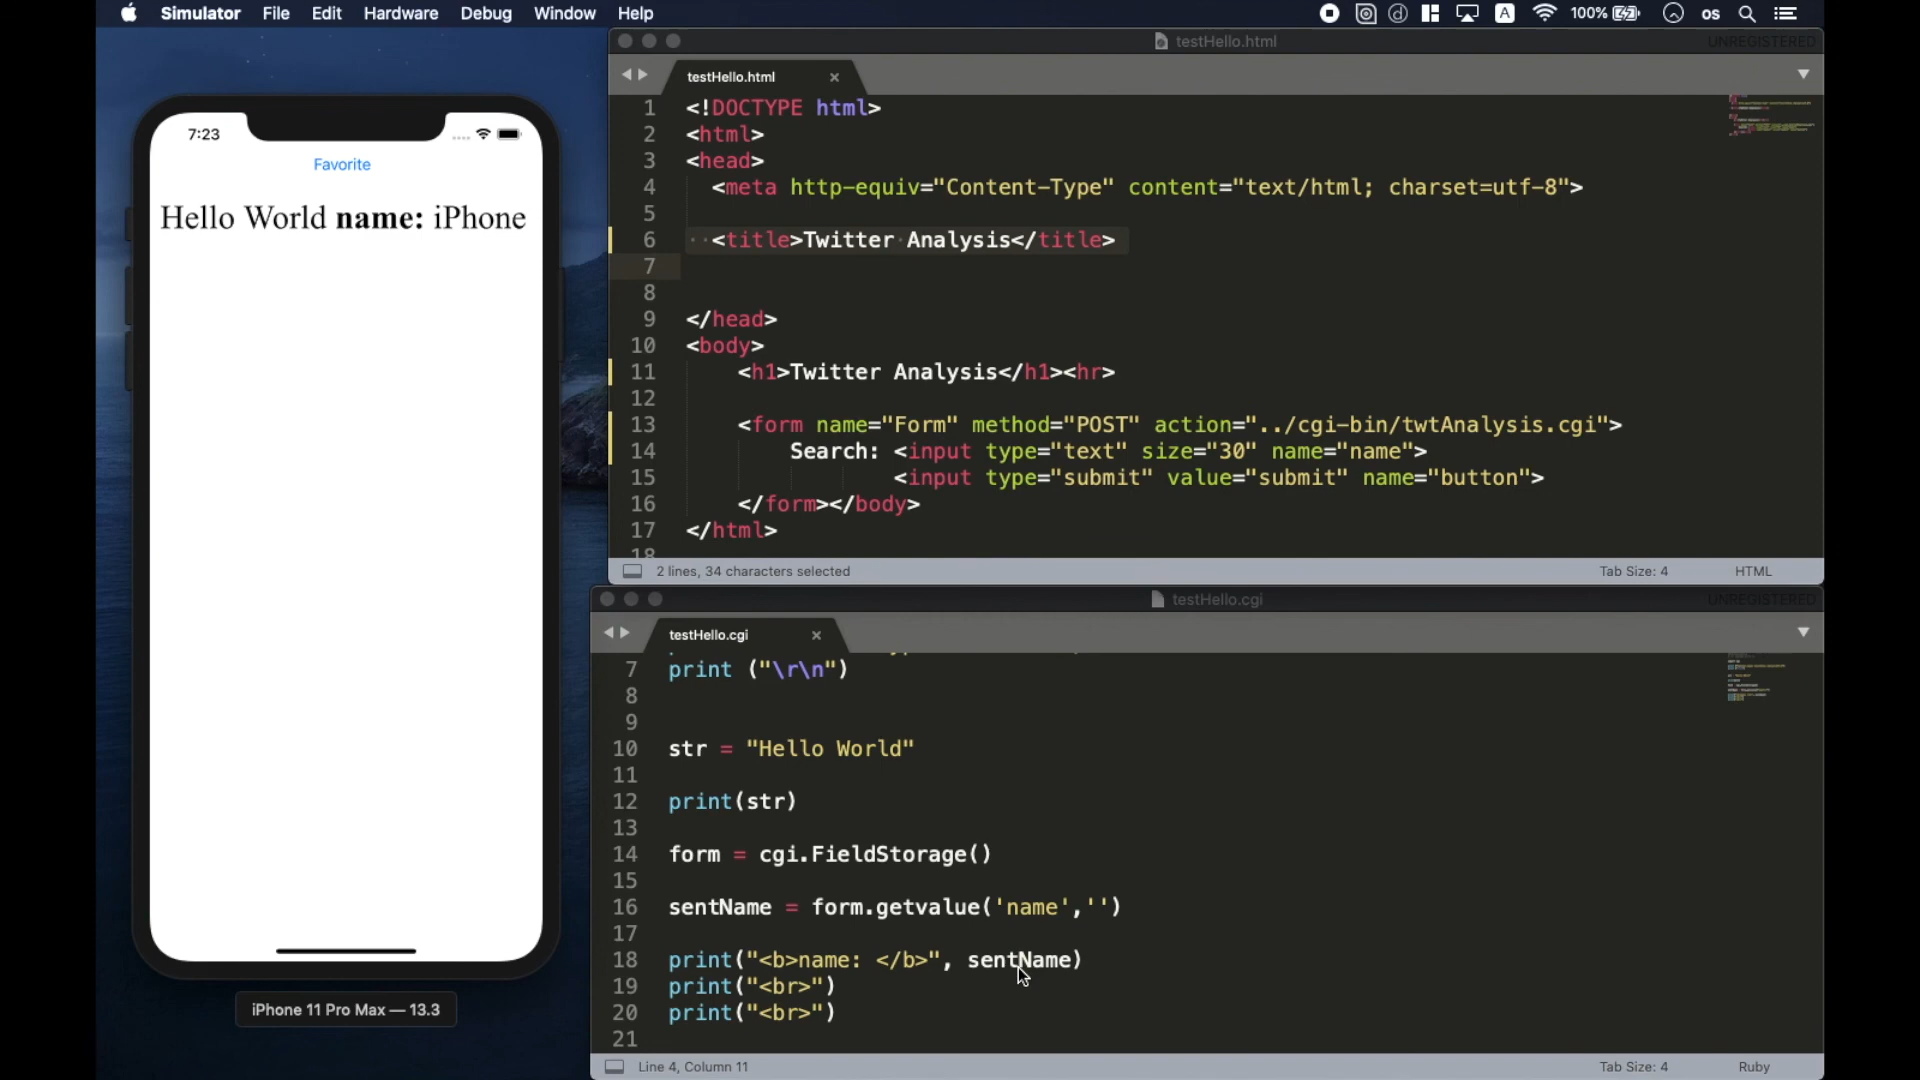 Simulator File Edit Hardware Debug Window Help
A 100% os
7:23
Favorite
Hello World name: iPhone
iPhone 11 Pro Max — 13.3
testHello.html UNREGISTERED
testHello.html
1 <!DOCTYPE html>
2 <html>
3 <head>
4 <meta http-equiv="Content-Type" content="text/html; charset=utf-8">
5
6 <title>Twitter Analysis</title>
7
8
9 </head>
10 <body>
11 <h1>Twitter Analysis</h1><hr>
12
13 <form name="Form" method="POST" action="../cgi-bin/twtAnalysis.cgi">
14 Search: <input type="text" size="30" name="name">
15 <input type="submit" value="submit" name="button">
16 </form></body>
17 </html>
18
2 lines, 34 characters selected Tab Size: 4 HTML
testHello.cgi UNREGISTERED
testHello.cgi
7 print ("\r\n")
8
9
10 str = "Hello World"
11
12 print(str)
13
14 form = cgi.FieldStorage()
15
16 sentName = form.getvalue('name','')
17
18 print("<b>name: </b>", sentName)
19 print("<br>")
20 print("<br>")
21
Line 4, Column 11 Tab Size: 4 Ruby